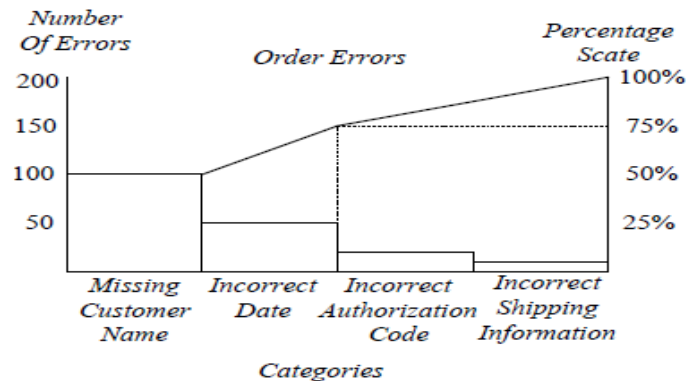 Number
Of Errors
Order Errors
Percentage
Scate
200
100%
150
75%
100
50%
50
25%
Missing
Customer
Name
Incorrect
Date
Incorrect
Authorization
Code
Incorrect
Shipping
Information
Categories